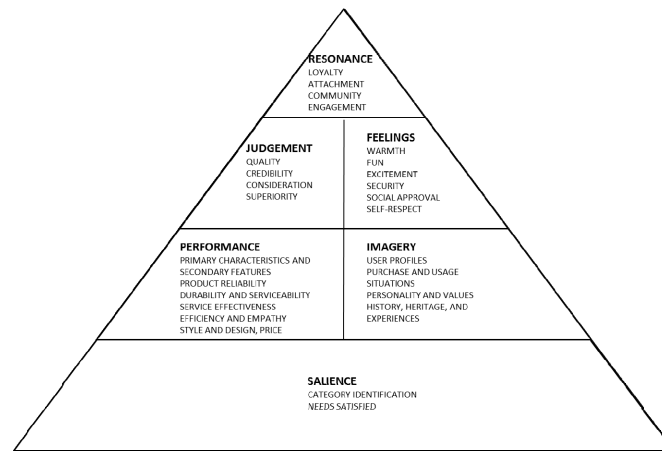 RESONANCE
LOYALTY
ATTACHMENT
COMMUNITY
ENGAGEMENT
JUDGEMENT
QUALITY
CREDIBILITY
CONSIDERATION
SUPERIORITY
FEELINGS
WARMTH
FUN
EXCITEMENT
SECURITY
SOCIAL APPROVAL
SELF-RESPECT
PERFORMANCE
PRIMARY CHARACTERISTICS AND
SECONDARY FEATURES
PRODUCT RELIABILITY
DURABILITY AND SERVICEABILITY
SERVICE EFFECTIVENESS
EFFICIENCY AND EMPATHY
STYLE AND DESIGN, PRICE
IMAGERY
USER PROFILES
PURCHASE AND USAGE
SITUATIONS
PERSONALITY AND VALUES
HISTORY, HERITAGE, AND
EXPERIENCES
SALIENCE
CATEGORY IDENTIFICATION
NEEDS SATISFIED